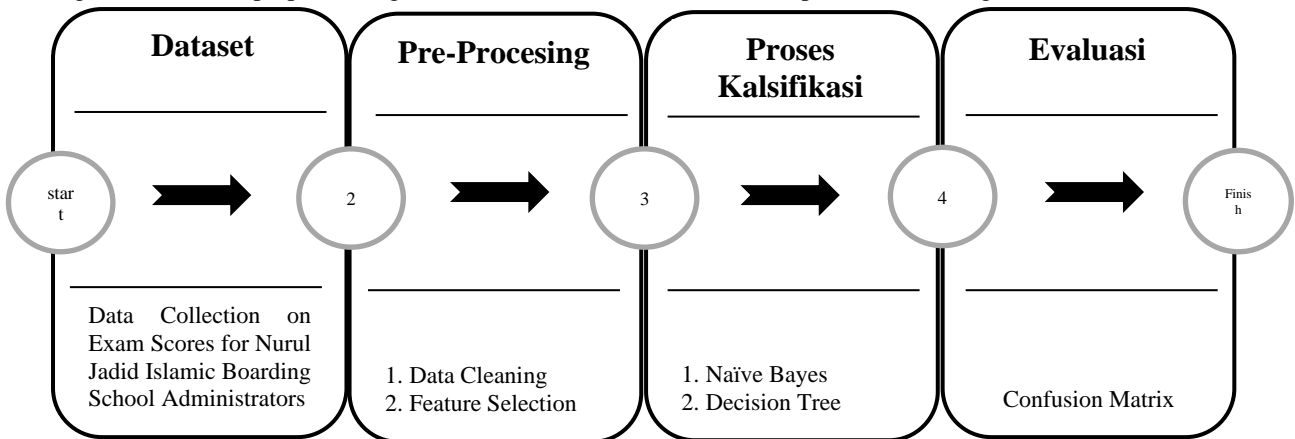 Dataset
Pre-Procesing
Proses
Kalsifikasi
Evaluasi
star
t
2
3
4
Finis
h
Data Collection on
Exam Scores for Nurul
Jadid Islamic Boarding
School Administrators
1. Data Cleaning
2. Feature Selection
1. Naïve Bayes
2. Decision Tree
Confusion Matrix